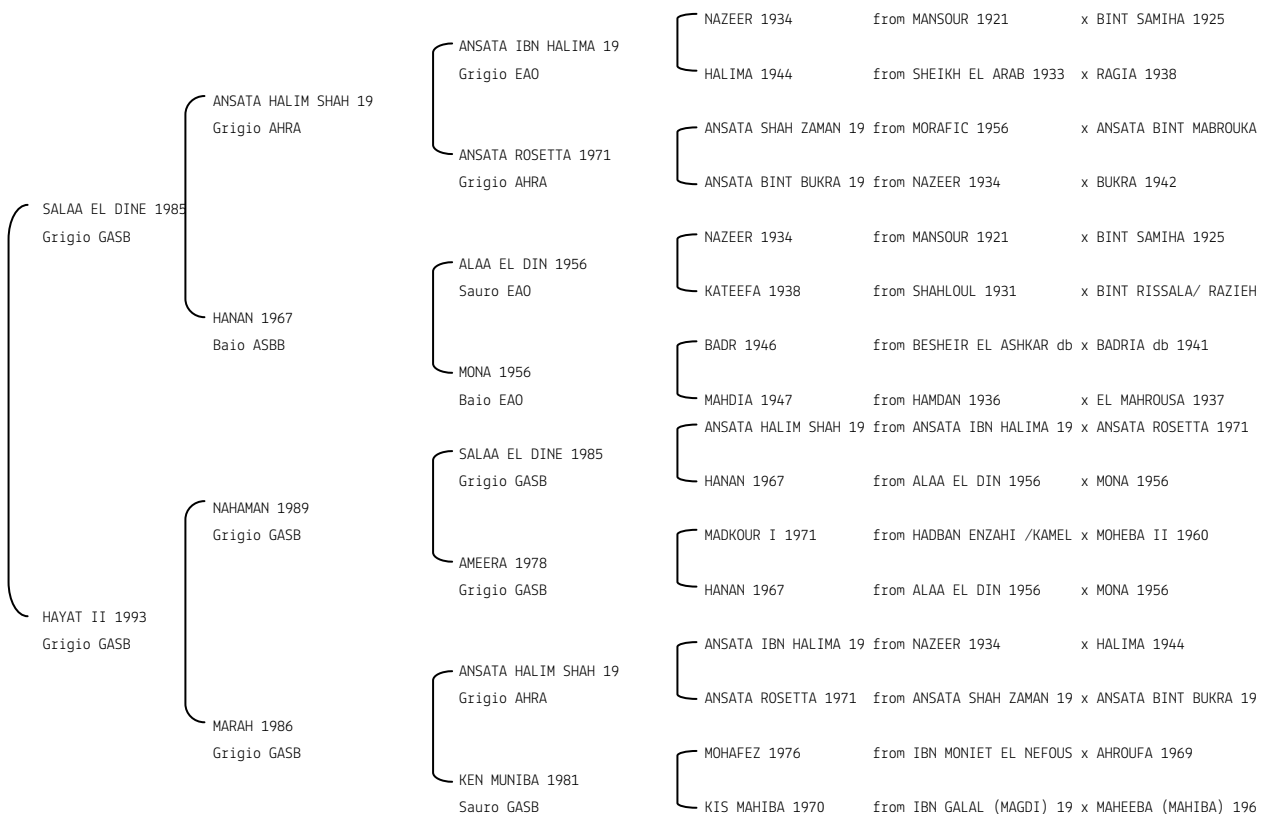 NAZEER 1934 from MANSOUR 1921 x BINT SAMIHA 1925
ANSATA IBN HALIMA 19
Grigio EAO HALIMA 1944 from SHEIKH EL ARAB 1933 x RAGIA 1938
ANSATA HALIM SHAH 19
Grigio AHRA ANSATA SHAH ZAMAN 19 from MORAFIC 1956 x ANSATA BINT MABROUKA
ANSATA ROSETTA 1971
Grigio AHRA ANSATA BINT BUKRA 19 from NAZEER 1934 x BUKRA 1942
SALAA EL DINE 1985
Grigio GASB NAZEER 1934 from MANSOUR 1921 x BINT SAMIHA 1925
ALAA EL DIN 1956
Sauro EAO KATEEFA 1938 from SHAHLOUL 1931 x BINT RISSALA/ RAZIEH
HANAN 1967
Baio ASBB BADR 1946 from BESHEIR EL ASHKAR db x BADRIA db 1941
MONA 1956
Baio EAO MAHDIA 1947 from HAMDAN 1936 x EL MAHROUSA 1937
ANSATA HALIM SHAH 19 from ANSATA IBN HALIMA 19 x ANSATA ROSETTA 1971
SALAA EL DINE 1985
Grigio GASB HANAN 1967 from ALAA EL DIN 1956 x MONA 1956
NAHAMAN 1989
Grigio GASB MADKOUR I 1971 from HADBAN ENZAHI /KAMEL x MOHEBA II 1960
AMEERA 1978
Grigio GASB HANAN 1967 from ALAA EL DIN 1956 x MONA 1956
HAYAT II 1993
Grigio GASB ANSATA IBN HALIMA 19 from NAZEER 1934 x HALIMA 1944
ANSATA HALIM SHAH 19
Grigio AHRA ANSATA ROSETTA 1971 from ANSATA SHAH ZAMAN 19 x ANSATA BINT BUKRA 19
MARAH 1986
Grigio GASB MOHAFEZ 1976 from IBN MONIET EL NEFOUS x AHROUFA 1969
KEN MUNIBA 1981
Sauro GASB KIS MAHIBA 1970 from IBN GALAL (MAGDI) 19 x MAHEEBA (MAHIBA) 196